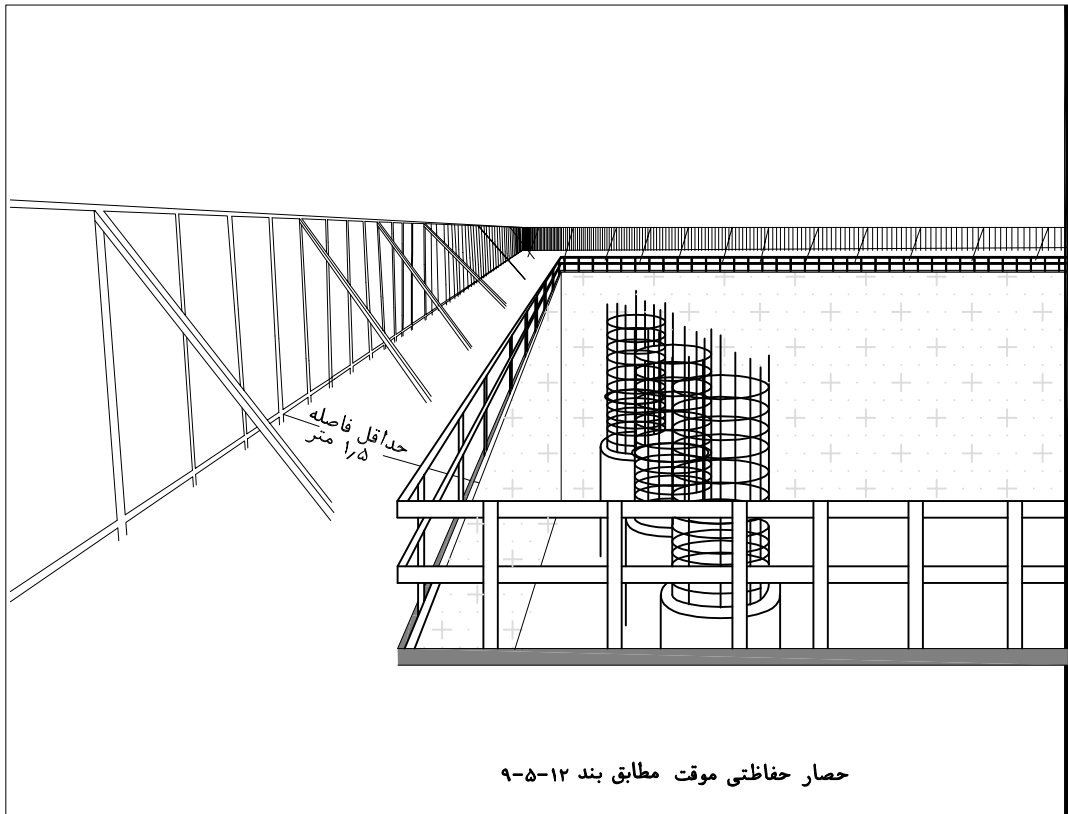 حداقل فاصله
۱٫۵ متر
حصار حفاظتی موقت مطابق بند ۱۲-۵-۹